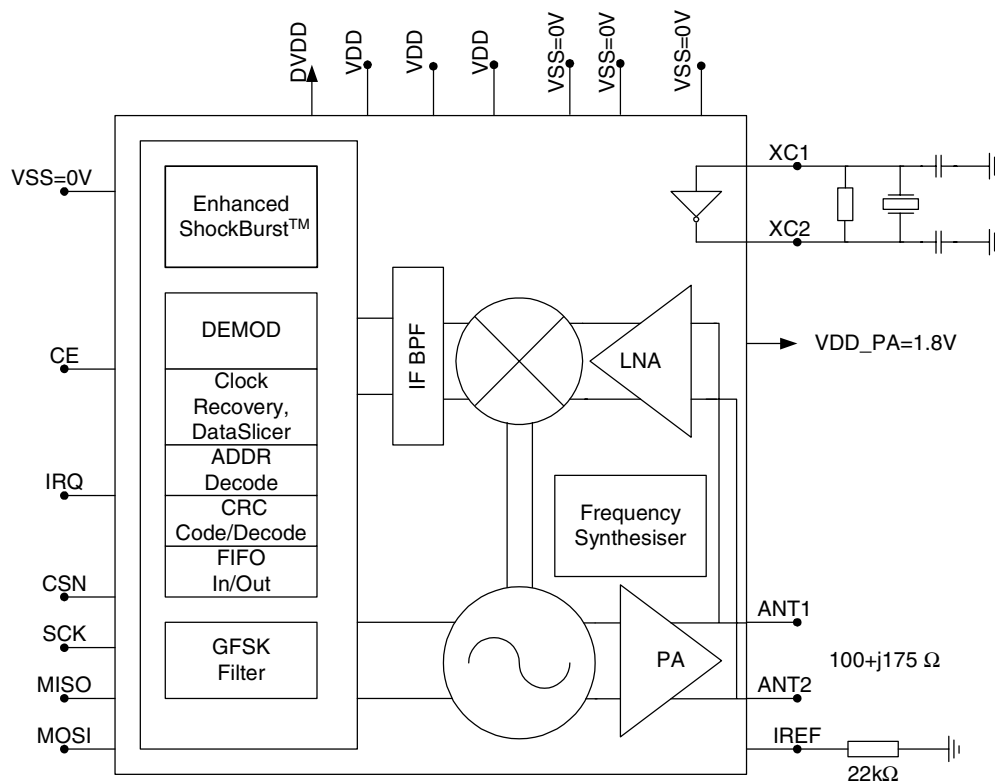 DVDD
VDD
VDD
VDD
VSS=0V
VSS=0V
VSS=0V
VSS=0V
XC1
XC2
Enhanced
ShockBurst™
DEMOD
Clock
Recovery,
DataSlicer
ADDR
Decode
CRC
Code/Decode
FIFO
In/Out
GFSK
Filter
IF BPF
LNA
VDD_PA=1.8V
CE
IRQ
CSN
SCK
MISO
MOSI
Frequency
Synthesiser
PA
ANT1
100+j175 Ω
ANT2
IREF
22kΩ